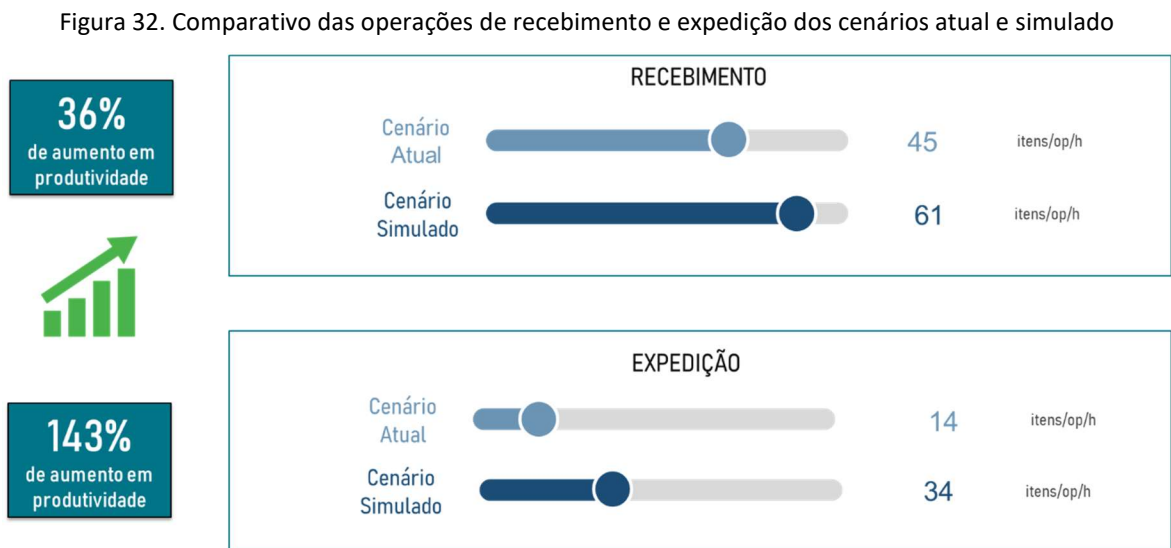 Figura 32. Comparativo das operações de recebimento e expedição dos cenários atual e simulado
36%
de aumento em
produtividade
RECEBIMENTO
Cenário
Atual
45
itens/op/h
Cenário
Simulado
61
itens/op/h
143%
de aumento em
produtividade
EXPEDIÇÃO
Cenário
Atual
14
itens/op/h
Cenário
Simulado
34
itens/op/h